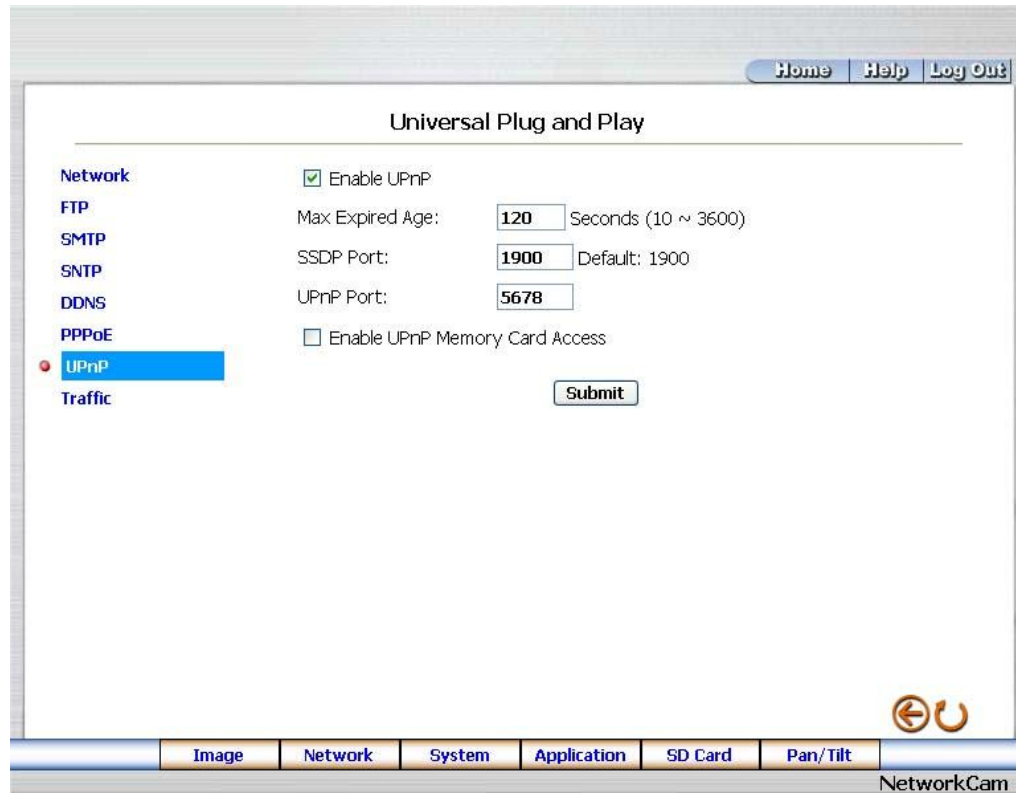 Home Help Log Out
Universal Plug and Play
Network
FTP
SMTP
SNTP
DDNS
PPPoE
UPnP
Traffic
Enable UPnP
Max Expired Age: 120 Seconds (10 ~ 3600)
SSDP Port: 1900 Default: 1900
UPnP Port: 5678
Enable UPnP Memory Card Access
Submit
Image Network System Application SD Card Pan/Tilt
NetworkCam